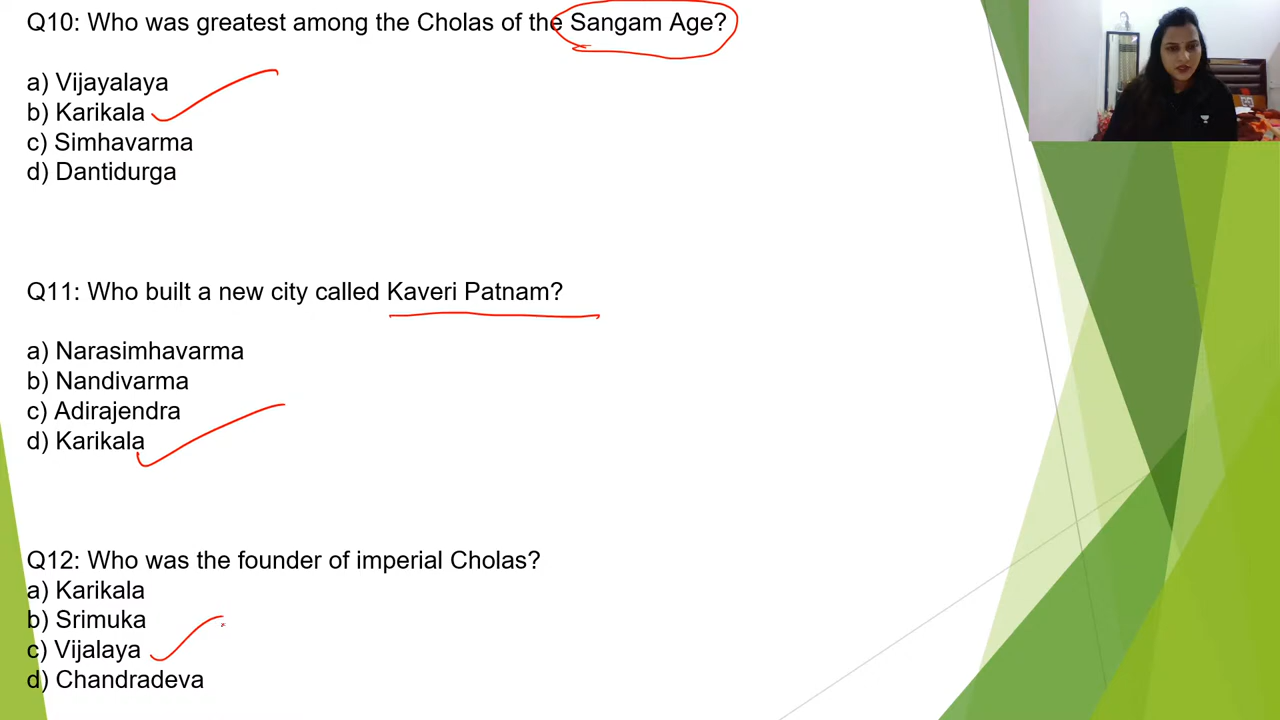 Q10: Who was greatest among the Cholas of the Sangam Age?
a) Vijayalaya
b) Karikala
c) Simhavarma
d) Dantidurga
Q11: Who built a new city called Kaveri Patnam?
a) Narasimhavarma
b) Nandivarma
c) Adirajendra
d) Karikala
Q12: Who was the founder of imperial Cholas?
a) Karikala
b) Srimuka
c) Vijalaya
d) Chandradeva